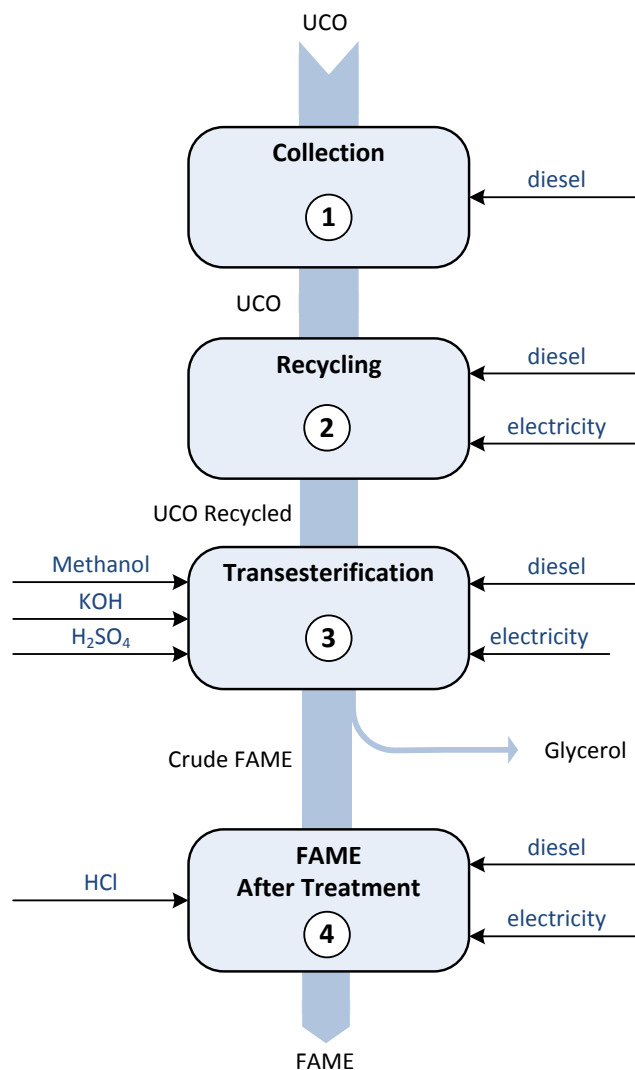 UCO
Collection
1
diesel
UCO
Recycling
2
diesel
electricity
UCO Recycled
Methanol
KOH
H₂SO₄
Transesterification
3
diesel
electricity
Crude FAME
Glycerol
HCl
FAME
After Treatment
4
diesel
electricity
FAME